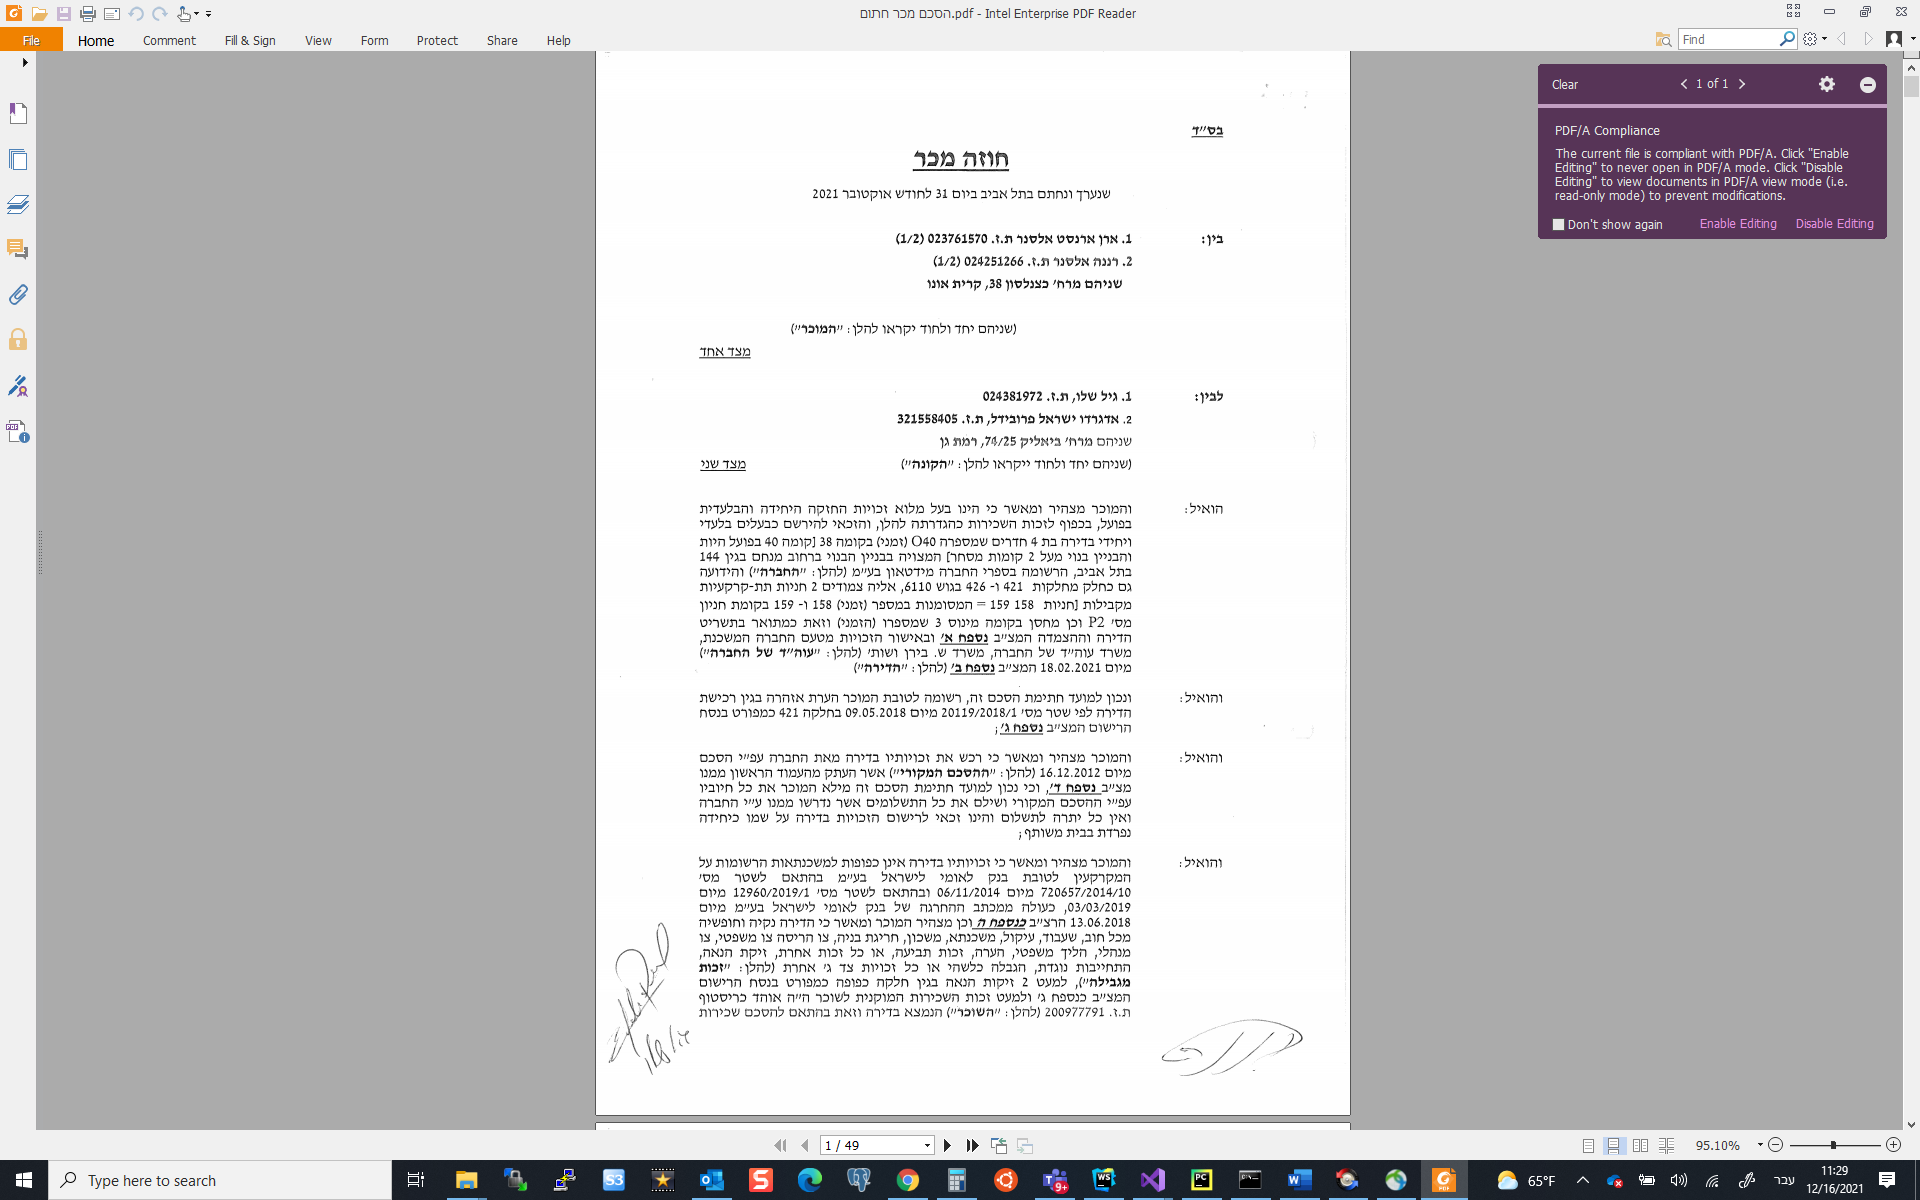 הסכם מכר חתום.pdf - Intel Enterprise PDF Reader
File Home Comment Fill & Sign View Form Protect Share Help
Find
Clear
1 of 1
PDF/A Compliance
The current file is compliant with PDF/A. Click "Enable
Editing" to never open in PDF/A mode. Click "Disable
Editing" to view documents in PDF/A view mode (i.e.
read-only mode) to prevent modifications.
Don't show again Enable Editing Disable Editing
בס"ד
חוזה מכר
שנערך ונחתם בתל אביב ביום 31 לחודש אוקטובר 2021
בין: 1. ארן ארנסט אלסנר ת.ז. 023761570 (1/2)
2. רננה אלסנר ת.ז. 024251266 (1/2)
שניהם מרח' כצנלסון 38, קרית אונו
(שניהם יחד ולחוד יקראו להלן: "המוכר")
מצד אחד
לבין: 1. גיל שלו, ת.ז. 024381972
2. אדגרדו ישראל פרובידל, ת.ז. 321558405
שניהם מרח' ביאליק 74/25, רמת גן
(שניהם יחד ולחוד ייקראו להלן: "הקונה") מצד שני
הואיל: והמוכר מצהיר ומאשר כי הינו בעל מלוא זכויות החזקה היחידה והבלעדית
בפועל, בכפוף לזכות השכירות כהגדרתה להלן, והזכאי להירשם כבעלים בלעדי
ויחידי בדירה בת 4 חדרים שמספרה O40 (זמני) בקומה 38 [קומה 40 בפועל היות
והבניין בנוי מעל 2 קומות מסחר] המצויה בבניין הבנוי ברחוב מנחם בגין 144
בתל אביב, הרשומה בספרי החברה מידטאון בע"מ (להלן: "החברה") והידועה
גם כחלק מחלקות 421 ו- 426 בגוש 6110, אליה צמודים 2 חניות תת-קרקעיות
מקבילות [חניות 158 159 = המסומנות במספר (זמני) 158 ו- 159 בקומת חניון
מס' P2 וכן מחסן בקומה מינוס 3 שמספרו (הזמני) וזאת כמתואר בתשריט
הדירה וההצמדה המצ"ב נספח א' ובאישור הזכויות מטעם החברה המשכנת,
משרד עוה"ד של החברה, משרד ש. בירן ושות' (להלן: "עוה"ד של החברה")
מיום 18.02.2021 המצ"ב נספח ב' (להלן: "הדירה")
והואיל: ונכון למועד חתימת הסכם זה, רשומה לטובת המוכר הערת אזהרה בגין רכישת
הדירה לפי שטר מס' 20119/2018/1 מיום 09.05.2018 בחלקה 421 כמפורט בנסח
הרישום המצ"ב נספח ג';
והואיל: והמוכר מצהיר ומאשר כי רכש את זכויותיו בדירה מאת החברה עפ"י הסכם
מיום 16.12.2012 (להלן: "ההסכם המקורי") אשר העתק מהעמוד הראשון ממנו
מצ"ב נספח ד', וכי נכון למועד חתימת הסכם זה מילא המוכר את כל חיוביו
עפ"י ההסכם המקורי ושילם את כל התשלומים אשר נדרשו ממנו ע"י החברה
ואין כל יתרה לתשלום והינו זכאי לרישום הזכויות בדירה על שמו כיחידה
נפרדת בבית משותף;
והואיל: והמוכר מצהיר ומאשר כי זכויותיו בדירה אינן כפופות למשכנתאות הרשומות על
המקרקעין לטובת בנק לאומי לישראל בע"מ בהתאם לשטר מס'
720657/2014/10 מיום 06/11/2014 ובהתאם לשטר מס' 12960/2019/1 מיום
03/03/2019, כעולה ממכתב ההחרגה של בנק לאומי לישראל בע"מ מיום
13.06.2018 הרצ"ב כנספח ה וכן מצהיר המוכר ומאשר כי הדירה נקיה וחופשיה
מכל חוב, שעבוד, עיקול, משכנתא, משכון, חריגת בניה, צו הריסה צו משפטי, צו
מנהלי, הליך משפטי, הערה, זכות תביעה, או כל זכות אחרת, זיקת הנאה,
התחייבות נוגדת, הגבלה כלשהי או כל זכויות צד ג' אחרת (להלן: "זכות
מגבילה"), למעט 2 זיקות הנאה בגין חלקה כפופה כמפורט בנסח הרישום
המצ"ב כנספח ג' ולמעט זכות השכירות המוקנית לשוכר ה"ה אוהד כריסטוף
ת.ז. 200977791 (להלן: "השוכר") הנמצא בדירה וזאת בהתאם להסכם שכירות
1 / 49
95.10%
Type here to search
65°F
עבר
11:29
12/16/2021